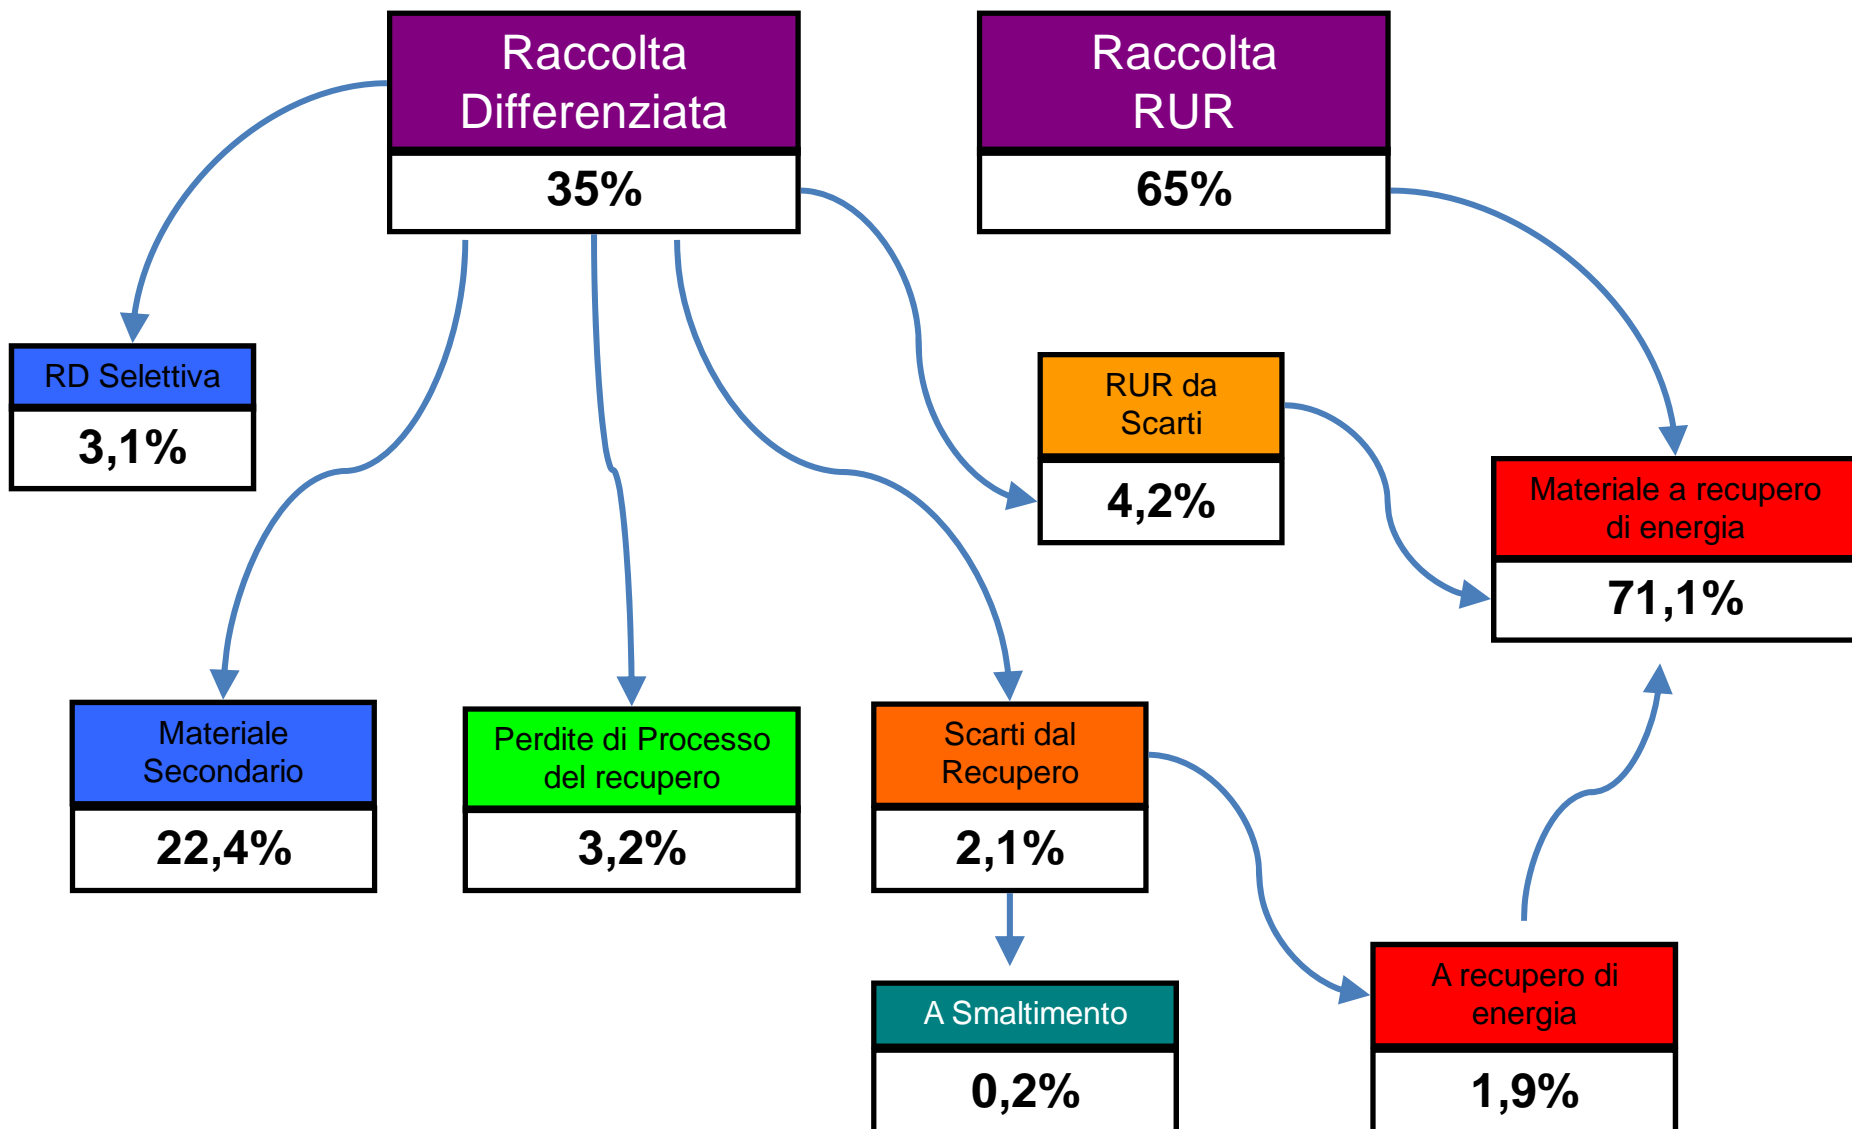 Raccolta
Differenziata
35%
Raccolta
RUR
65%
RD Selettiva
3,1%
RUR da
Scarti
4,2%
Materiale a recupero
di energia
71,1%
Materiale
Secondario
22,4%
Perdite di Processo
del recupero
3,2%
Scarti dal
Recupero
2,1%
A Smaltimento
0,2%
A recupero di
energia
1,9%